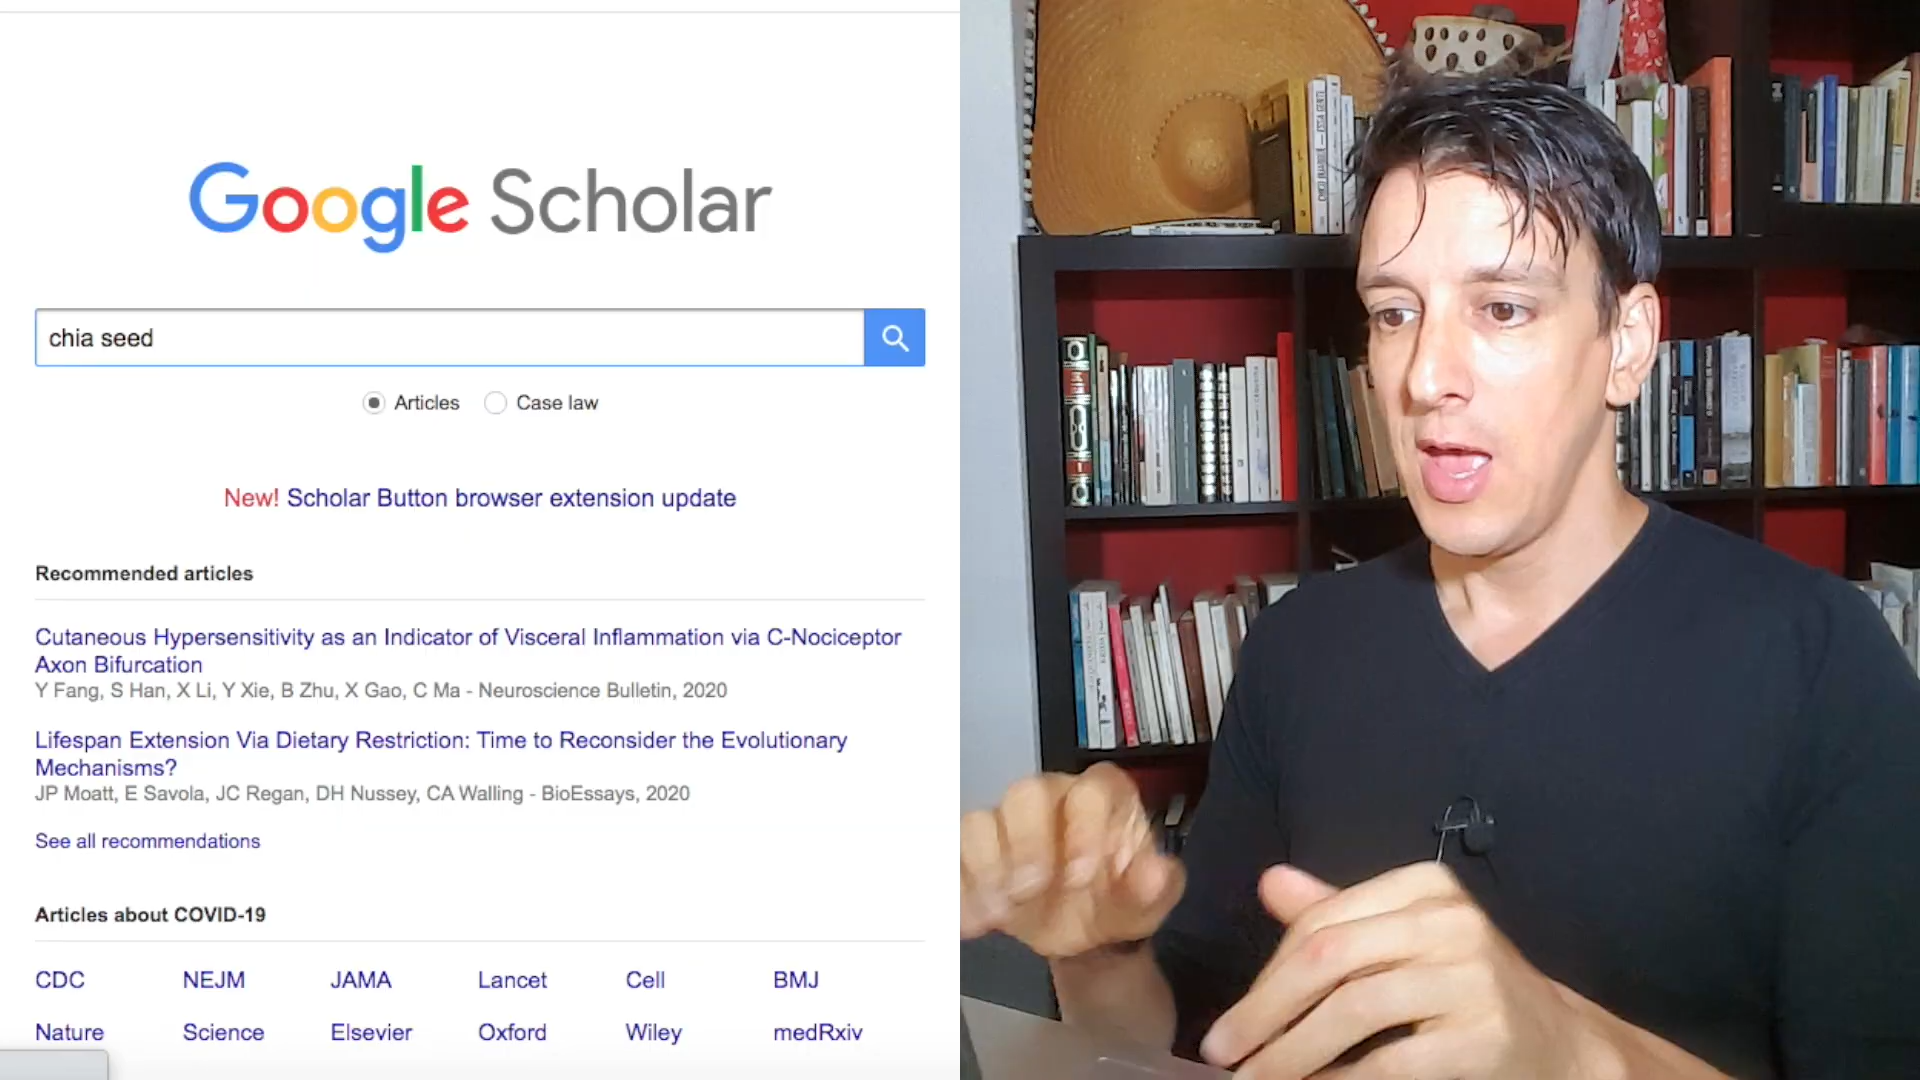 Google Scholar
chia seed
Articles Case law
New! Scholar Button browser extension update
Recommended articles
Cutaneous Hypersensitivity as an Indicator of Visceral Inflammation via C-Nociceptor
Axon Bifurcation
Y Fang, S Han, X Li, Y Xie, B Zhu, X Gao, C Ma - Neuroscience Bulletin, 2020
Lifespan Extension Via Dietary Restriction: Time to Reconsider the Evolutionary
Mechanisms?
JP Moatt, E Savola, JC Regan, DH Nussey, CA Walling - BioEssays, 2020
See all recommendations
Articles about COVID-19
CDC NEJM JAMA Lancet Cell BMJ
Nature Science Elsevier Oxford Wiley medRxiv